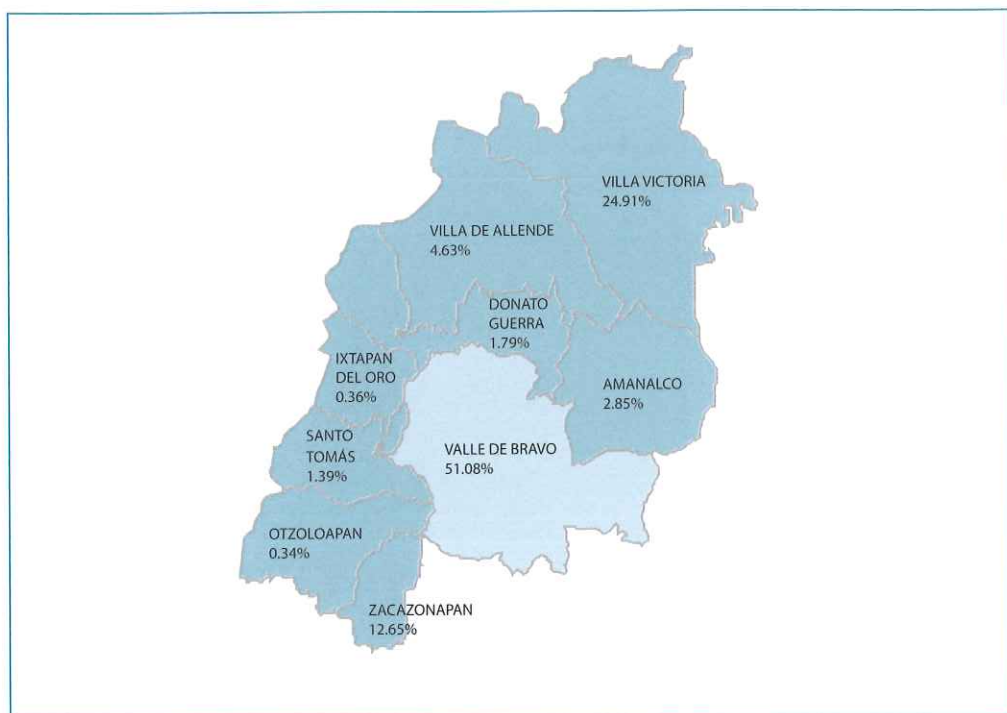 VILLA VICTORIA
24.91%
VILLA DE ALLENDE
4.63%
DONATO
GUERRA
1.79%
IXTAPAN
DEL ORO
0.36%
AMANALCO
2.85%
SANTO
TOMÁS
1.39%
VALLE DE BRAVO
51.08%
OTZOLOAPAN
0.34%
ZACAZONAPAN
12.65%